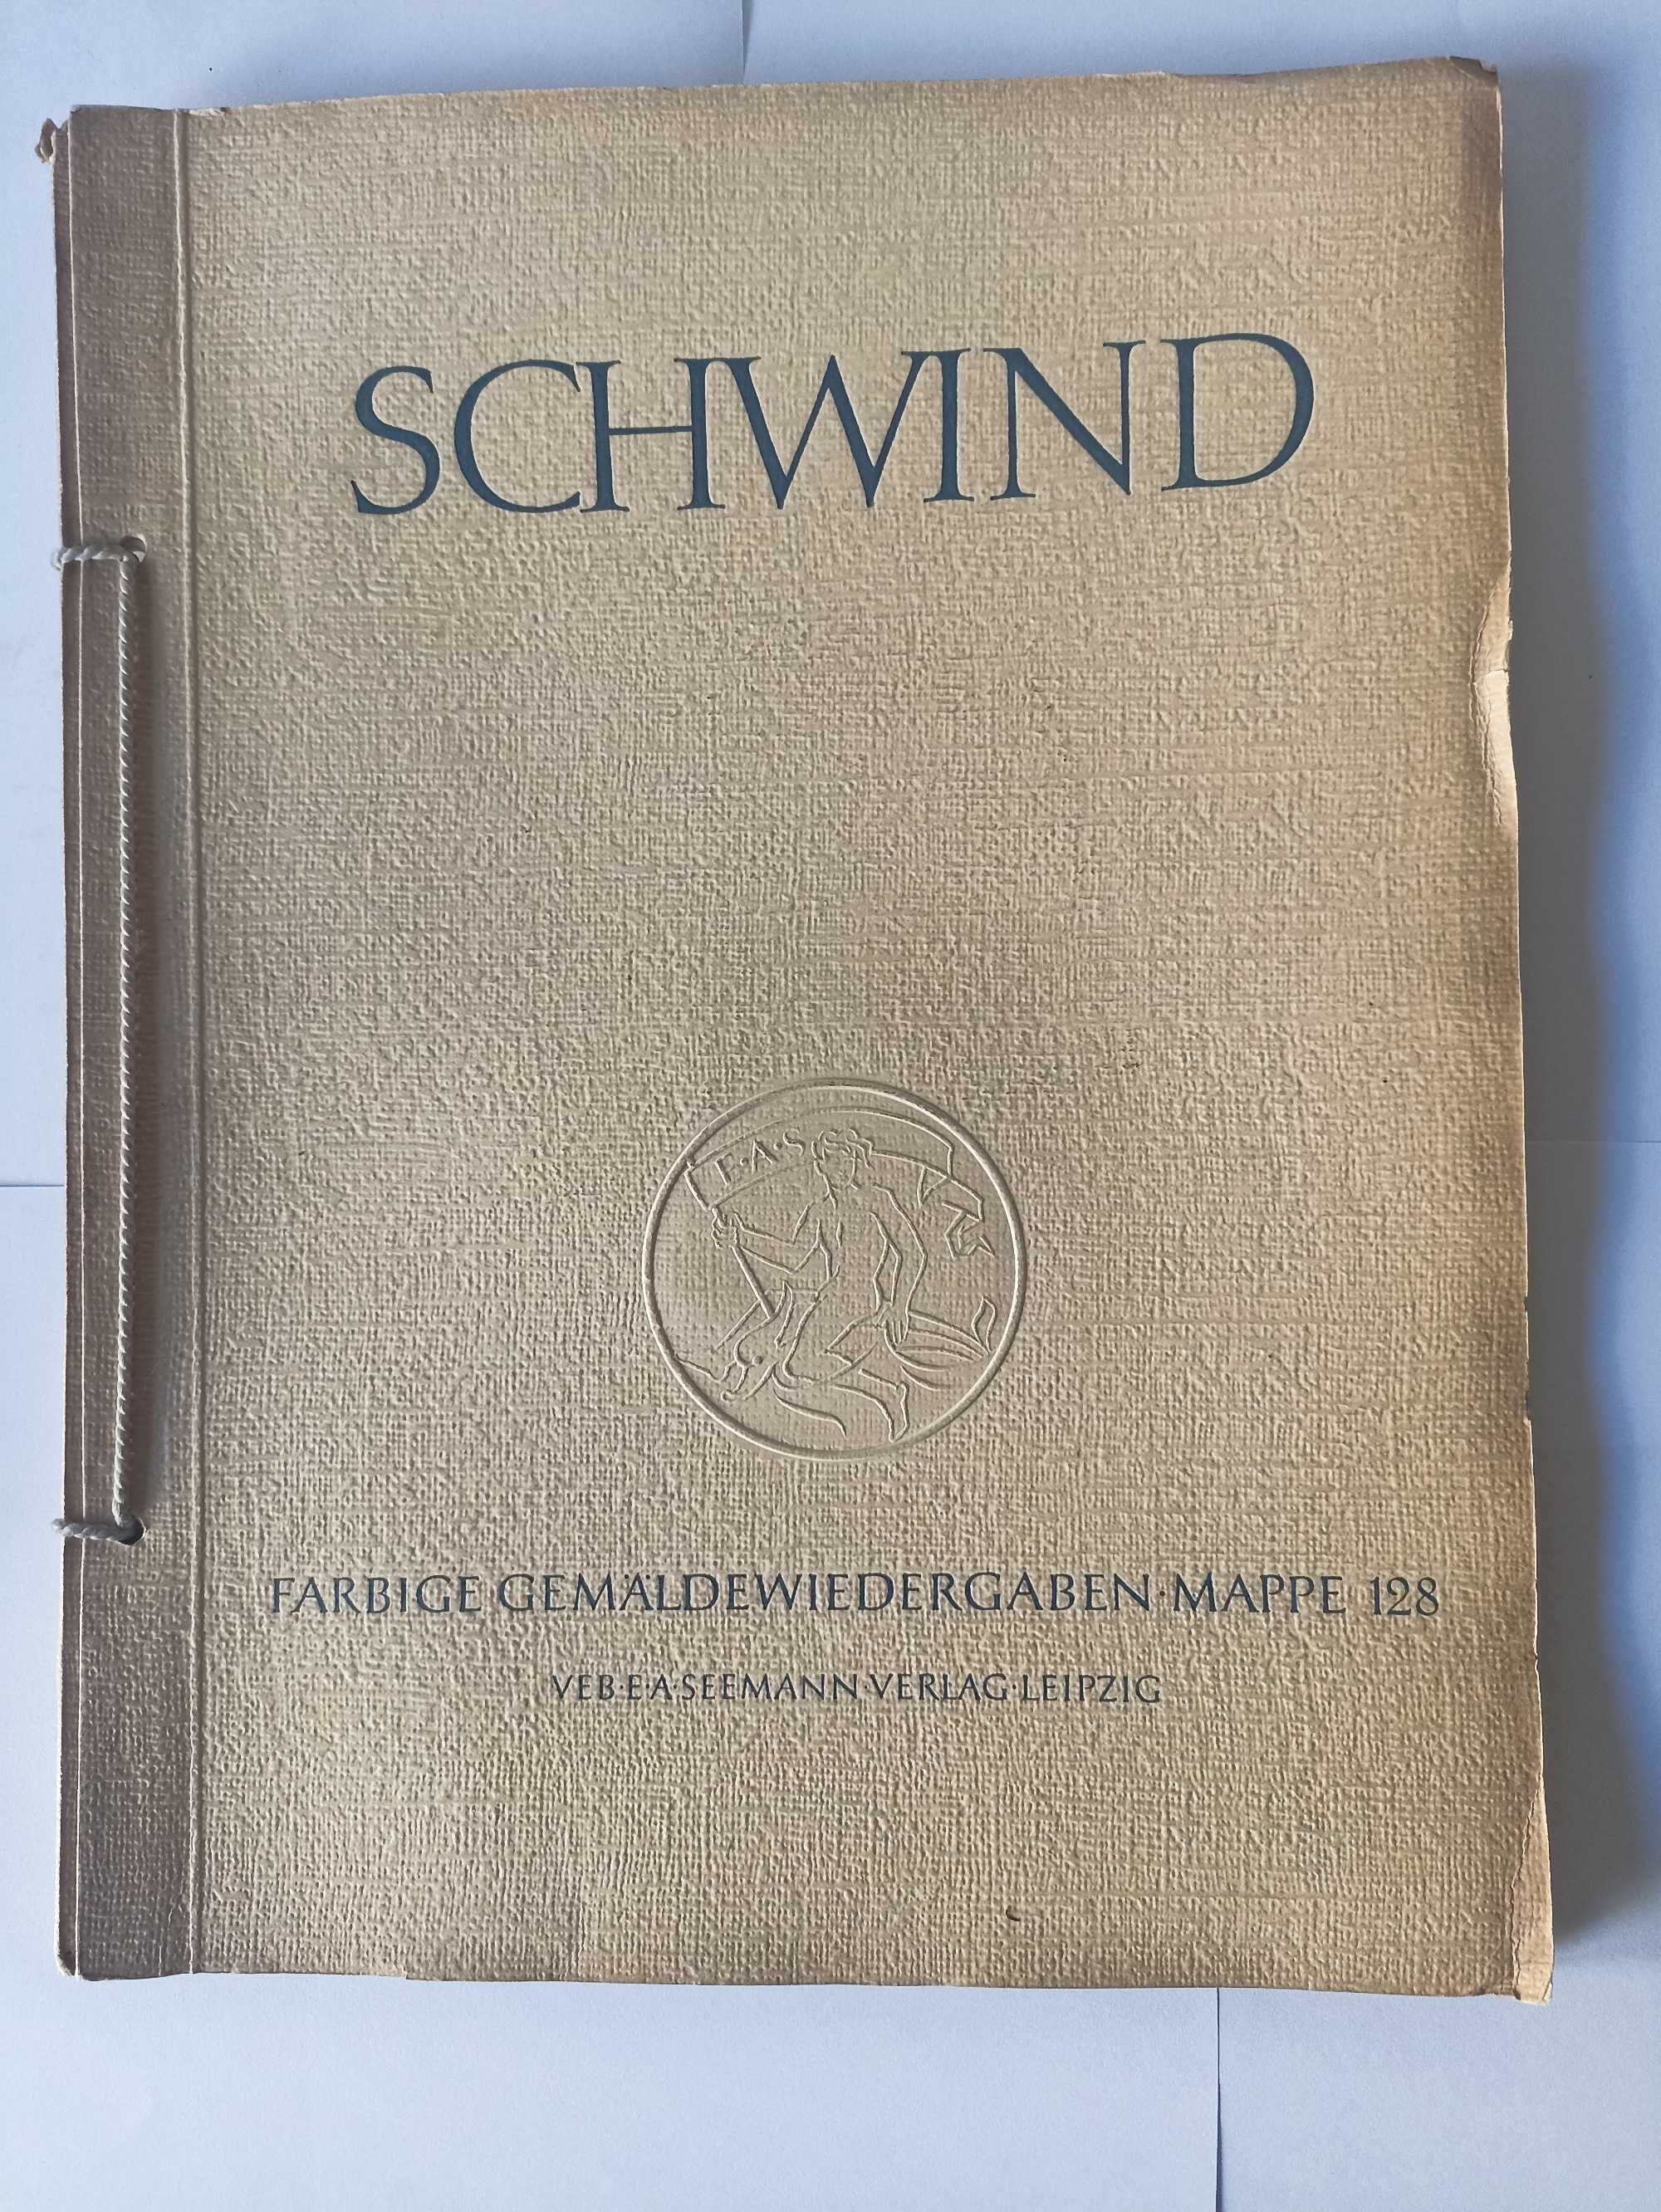 SCHWIND
E·A·S
FARBIGE GEMÄLDEWIEDERGABEN·MAPPE 128
VEB·E·A·SEEMANN·VERLAG·LEIPZIG